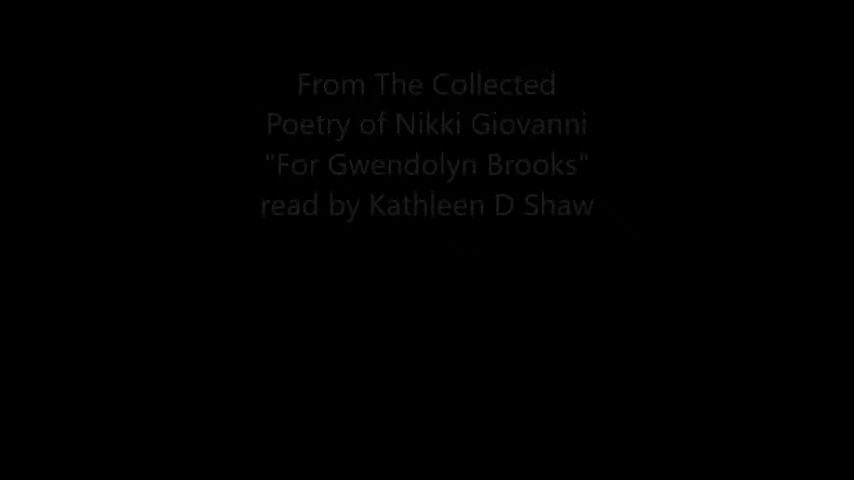 From The Collected
Poetry of Nikki Giovanni
"For Gwendolyn Brooks"
read by Kathleen D Shaw